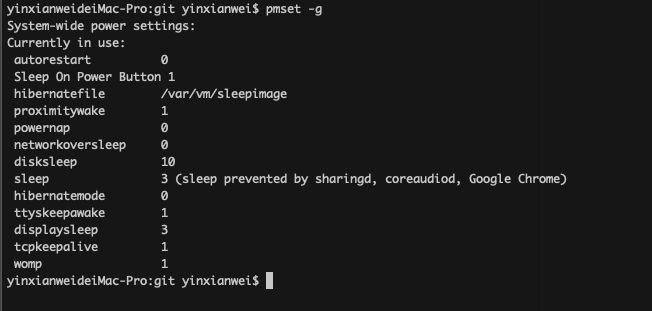 yinxianweideiMac-Pro:git yinxianwei$ pmset -g
System-wide power settings:
Currently in use:
 autorestart          0
 Sleep On Power Button 1
 hibernatefile        /var/vm/sleepimage
 proximitywake        1
 powernap             0
 networkoversleep     0
 disksleep            10
 sleep                3 (sleep prevented by sharingd, coreaudiod, Google Chrome)
 hibernatemode        0
 ttyskeepawake        1
 displaysleep         3
 tcpkeepalive         1
 womp                 1
yinxianweideiMac-Pro:git yinxianwei$